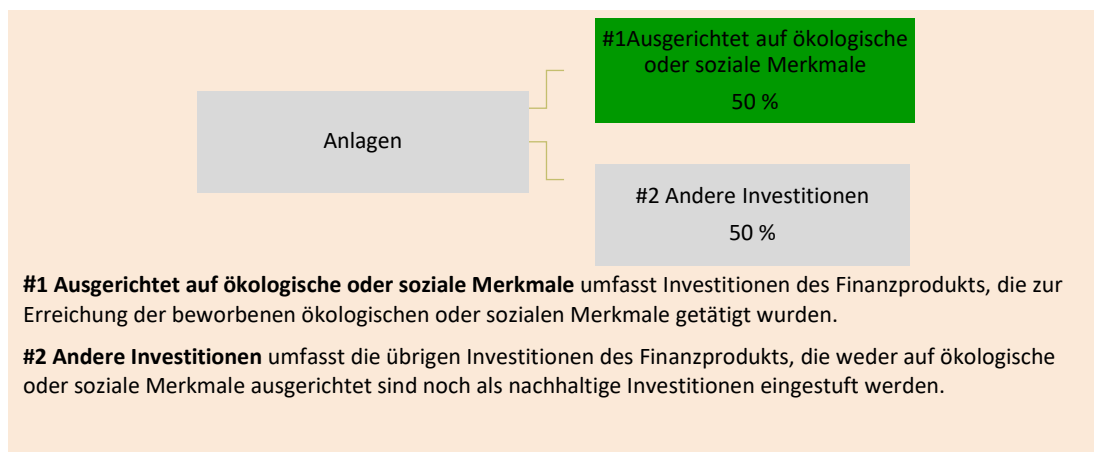 #1Ausgerichtet auf ökologische
oder soziale Merkmale
50 %
Anlagen
#2 Andere Investitionen
50 %
#1 Ausgerichtet auf ökologische oder soziale Merkmale umfasst Investitionen des Finanzprodukts, die zur
Erreichung der beworbenen ökologischen oder sozialen Merkmale getätigt wurden.
#2 Andere Investitionen umfasst die übrigen Investitionen des Finanzprodukts, die weder auf ökologische
oder soziale Merkmale ausgerichtet sind noch als nachhaltige Investitionen eingestuft werden.